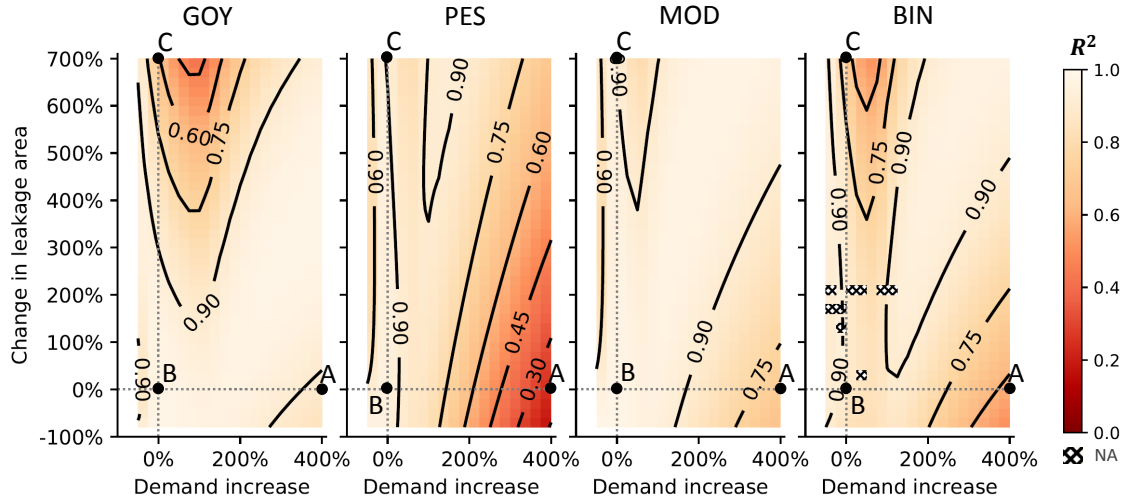 GOY PES MOD BIN
C C C C
R²
700%
600%
500%
400%
300%
200%
100%
0%
-100%
Change in leakage area
0.60 0.75
0.90
0.90
B A
0.90 0.90 0.75 0.60
0.90 0.45
0.30
B A
0.90
0.90
0.90
0.75
B A
0.75 0.90
0.90
0.90
0.75
0.90
B A
1.0
0.8
0.6
0.4
0.2
0.0
NA
0% 200% 400% 0% 200% 400% 0% 200% 400% 0% 200% 400%
Demand increase Demand increase Demand increase Demand increase